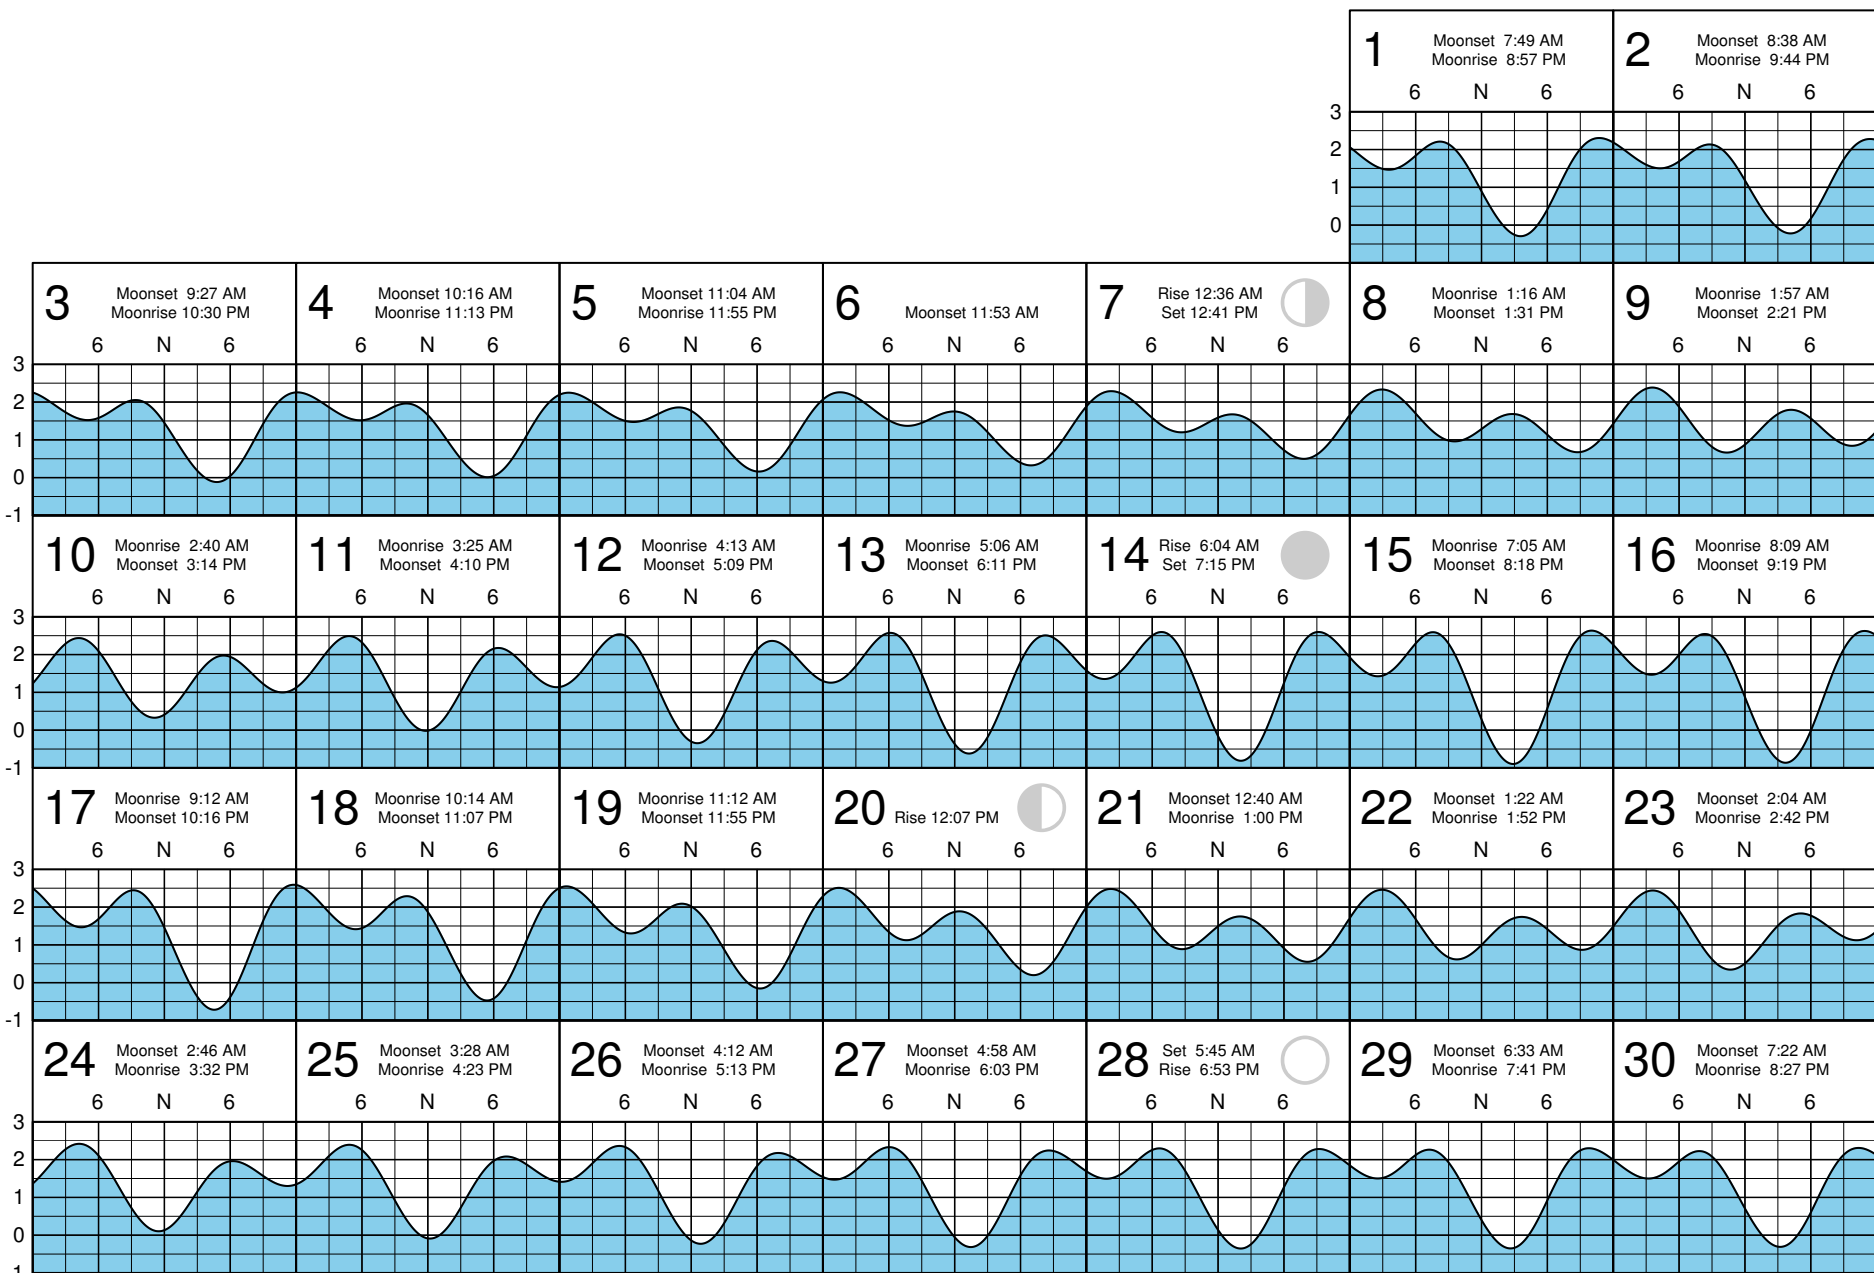 1 Moonset 7:49 AM
Moonrise 8:57 PM
2 Moonset 8:38 AM
Moonrise 9:44 PM
6 N 6 6 N 6
3
2
1
0
3 Moonset 9:27 AM
Moonrise 10:30 PM
4 Moonset 10:16 AM
Moonrise 11:13 PM
5 Moonset 11:04 AM
Moonrise 11:55 PM
6 Moonset 11:53 AM
7 Rise 12:36 AM
Set 12:41 PM
8 Moonrise 1:16 AM
Moonset 1:31 PM
9 Moonrise 1:57 AM
Moonset 2:21 PM
6 N 6 6 N 6 6 N 6 6 N 6 6 N 6 6 N 6 6 N 6
3
2
1
0
-1
10 Moonrise 2:40 AM
Moonset 3:14 PM
11 Moonrise 3:25 AM
Moonset 4:10 PM
12 Moonrise 4:13 AM
Moonset 5:09 PM
13 Moonrise 5:06 AM
Moonset 6:11 PM
14 Rise 6:04 AM
Set 7:15 PM
15 Moonrise 7:05 AM
Moonset 8:18 PM
16 Moonrise 8:09 AM
Moonset 9:19 PM
6 N 6 6 N 6 6 N 6 6 N 6 6 N 6 6 N 6 6 N 6
3
2
1
0
-1
17 Moonrise 9:12 AM
Moonset 10:16 PM
18 Moonrise 10:14 AM
Moonset 11:07 PM
19 Moonrise 11:12 AM
Moonset 11:55 PM
20 Rise 12:07 PM
21 Moonset 12:40 AM
Moonrise 1:00 PM
22 Moonset 1:22 AM
Moonrise 1:52 PM
23 Moonset 2:04 AM
Moonrise 2:42 PM
6 N 6 6 N 6 6 N 6 6 N 6 6 N 6 6 N 6 6 N 6
3
2
1
0
-1
24 Moonset 2:46 AM
Moonrise 3:32 PM
25 Moonset 3:28 AM
Moonrise 4:23 PM
26 Moonset 4:12 AM
Moonrise 5:13 PM
27 Moonset 4:58 AM
Moonrise 6:03 PM
28 Set 5:45 AM
Rise 6:53 PM
29 Moonset 6:33 AM
Moonrise 7:41 PM
30 Moonset 7:22 AM
Moonrise 8:27 PM
6 N 6 6 N 6 6 N 6 6 N 6 6 N 6 6 N 6 6 N 6
3
2
1
0